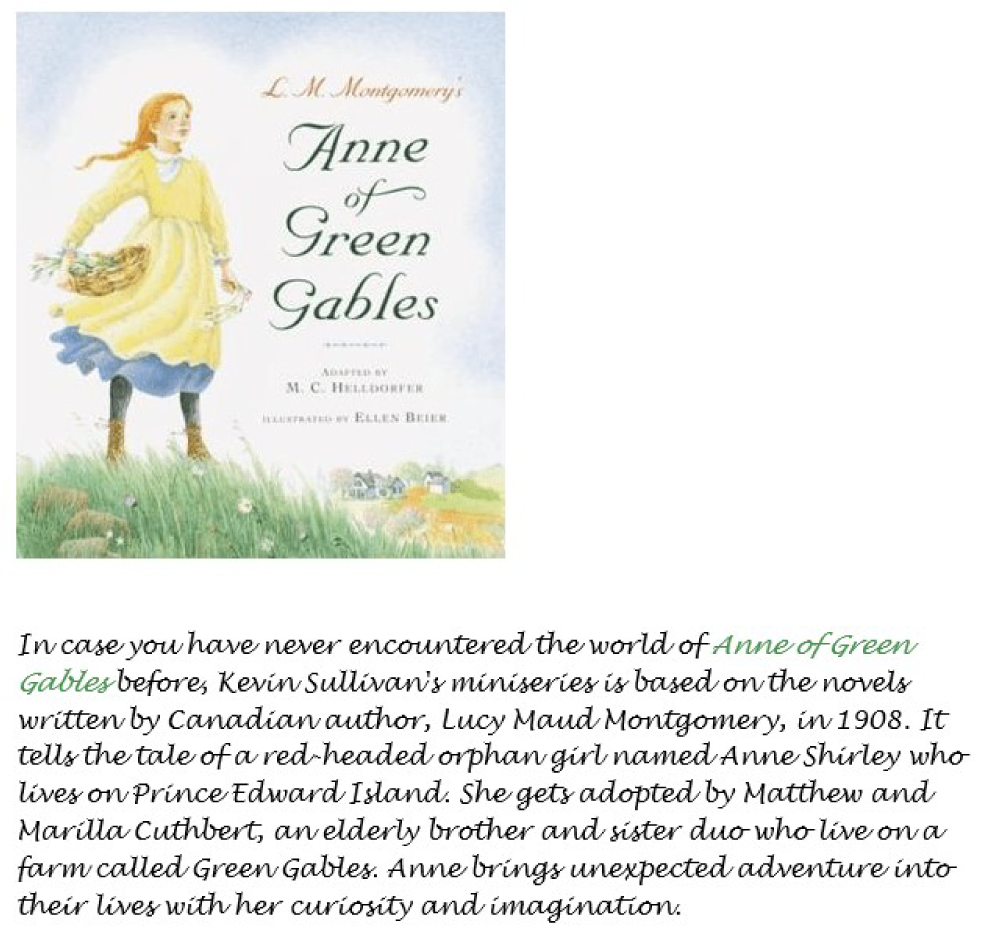 L. M. Montgomery's
Anne
of
Green
Gables
ADAPTED BY
M. C. HELLDORFER
ILLUSTRATED BY ELLEN BEIER
In case you have never encountered the world of Anne of Green
Gables before, Kevin Sullivan's miniseries is based on the novels
written by Canadian author, Lucy Maud Montgomery, in 1908. It
tells the tale of a red-headed orphan girl named Anne Shirley who
lives on Prince Edward Island. She gets adopted by Matthew and
Marilla Cuthbert, an elderly brother and sister duo who live on a
farm called Green Gables. Anne brings unexpected adventure into
their lives with her curiosity and imagination.